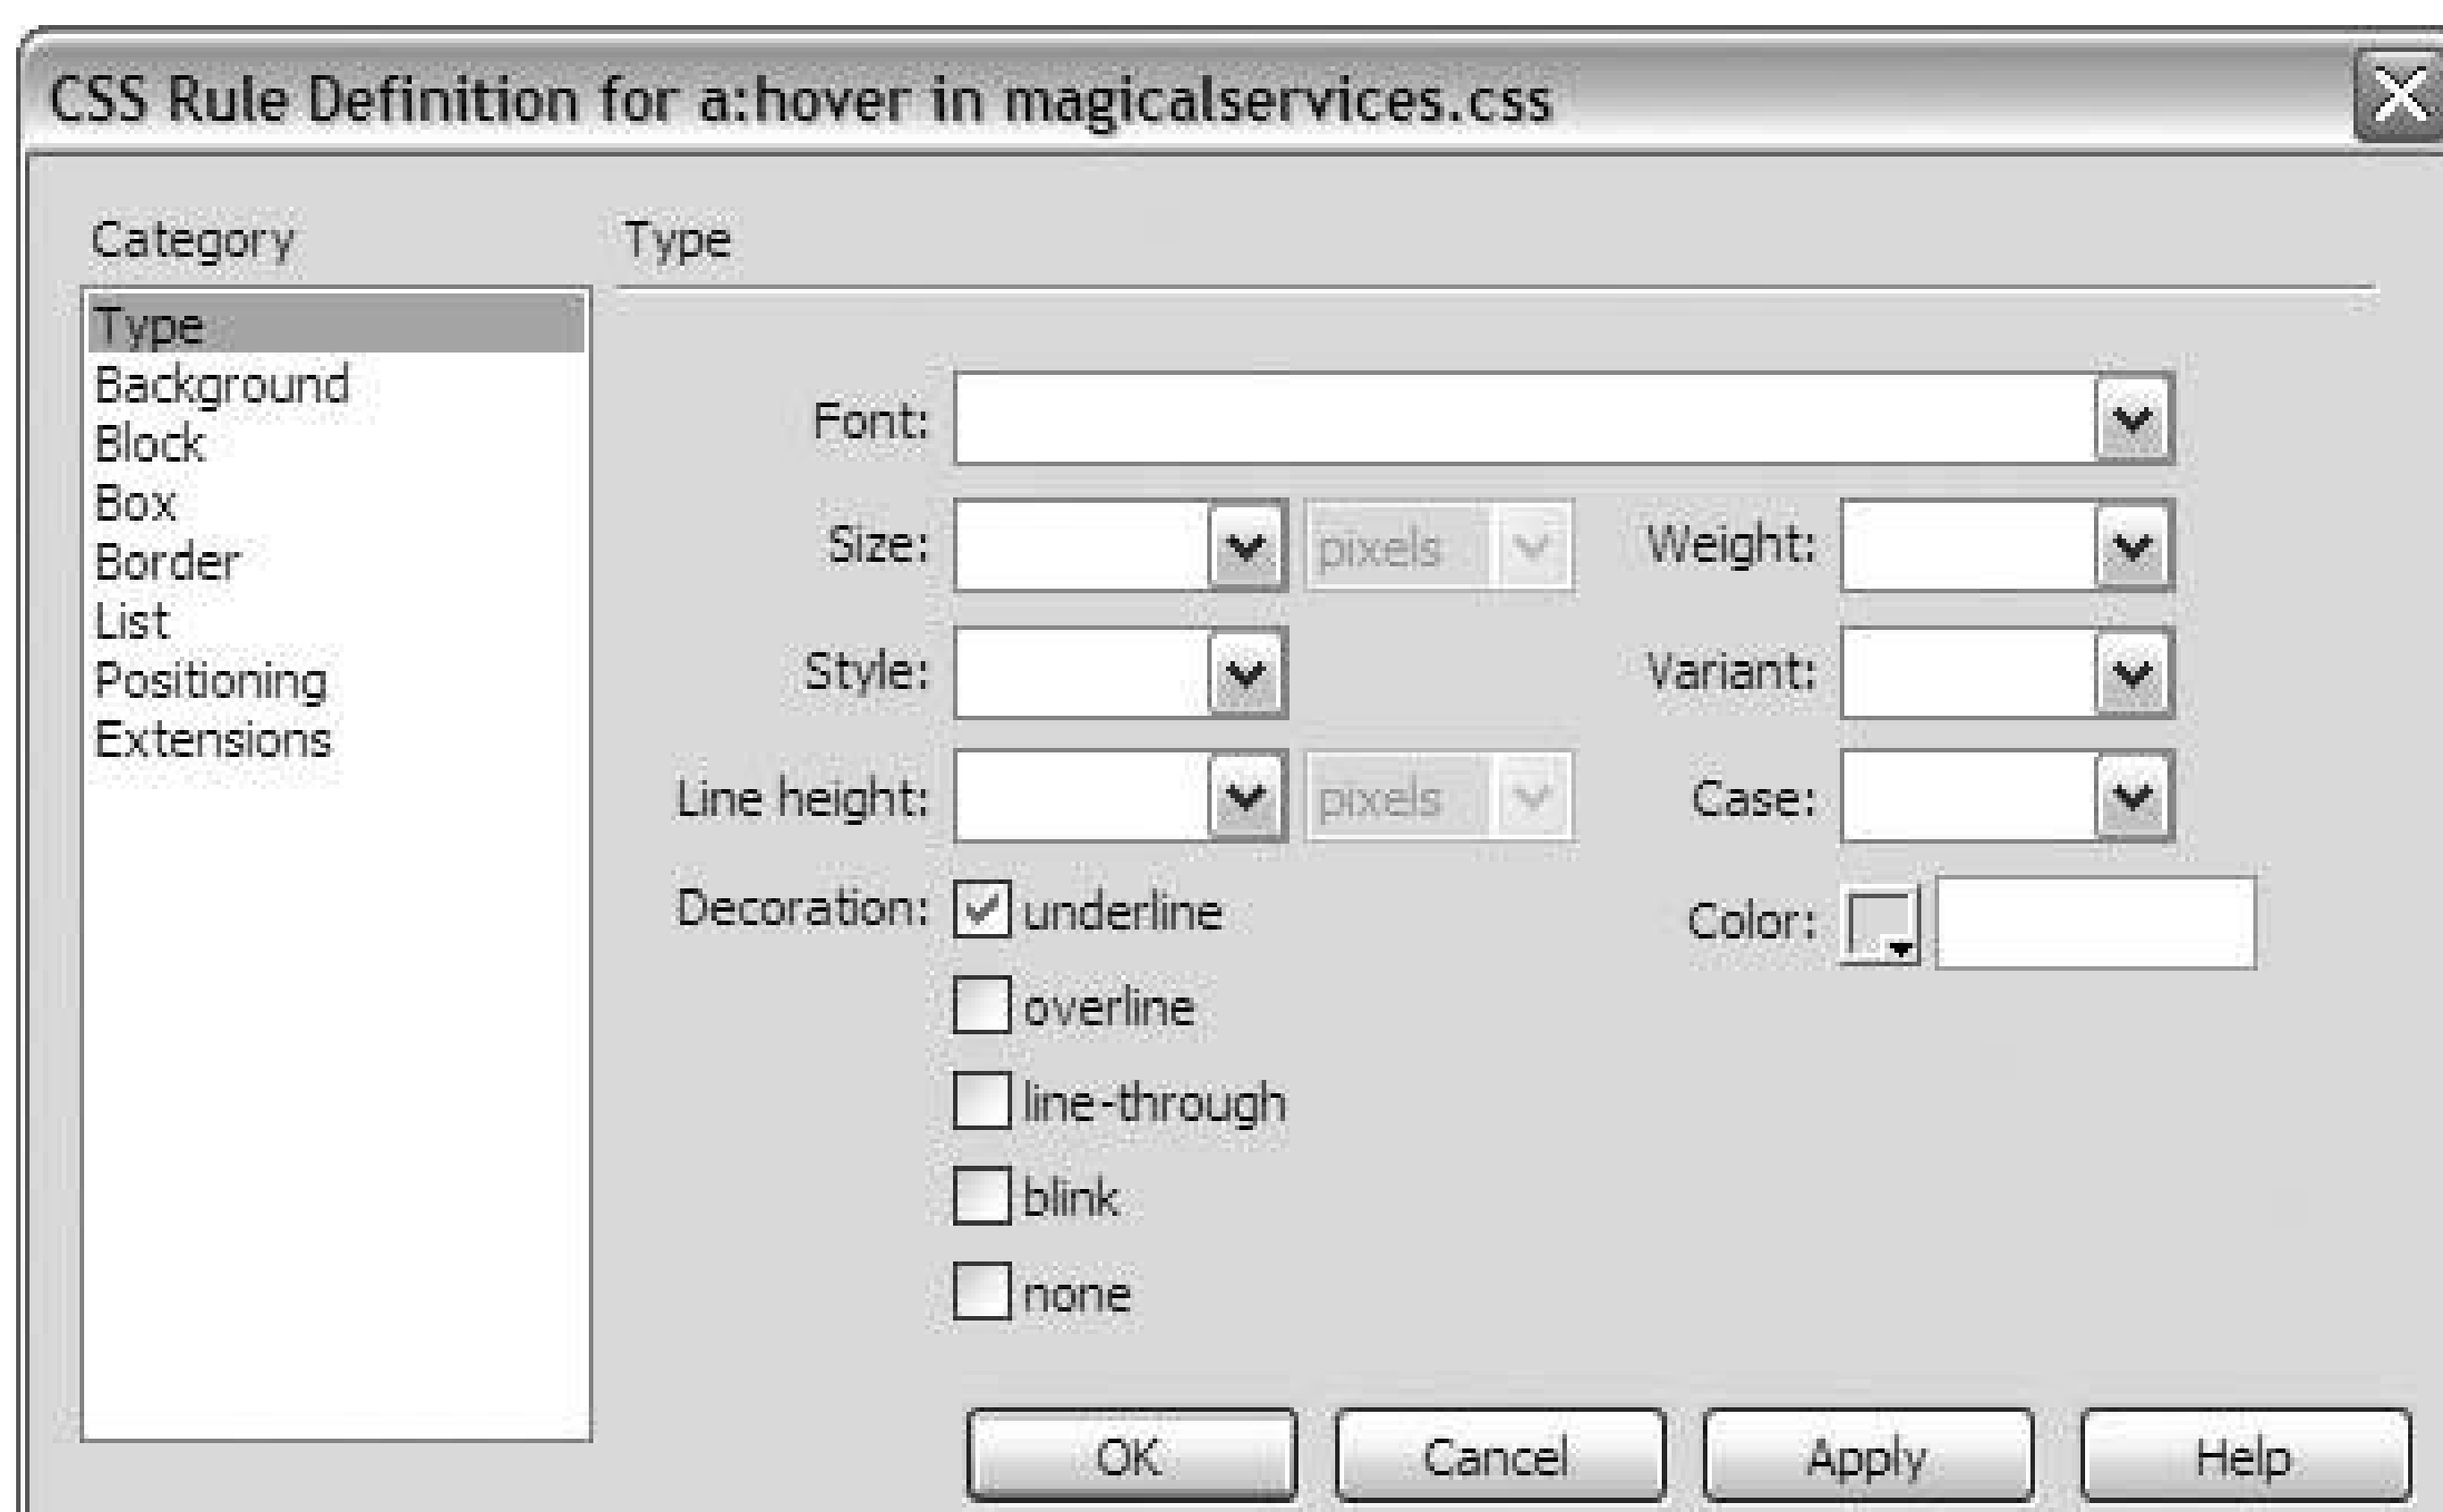 CSS Rule Definition for a:hover in magicalservices.css
Category
Type
Type
Background
Block
Box
Border
List
Positioning
Extensions
Font:
Size: pixels Weight:
Style: Variant:
Line height: pixels Case:
Decoration: underline Color:
overline
line-through
blink
none
OK Cancel Apply Help